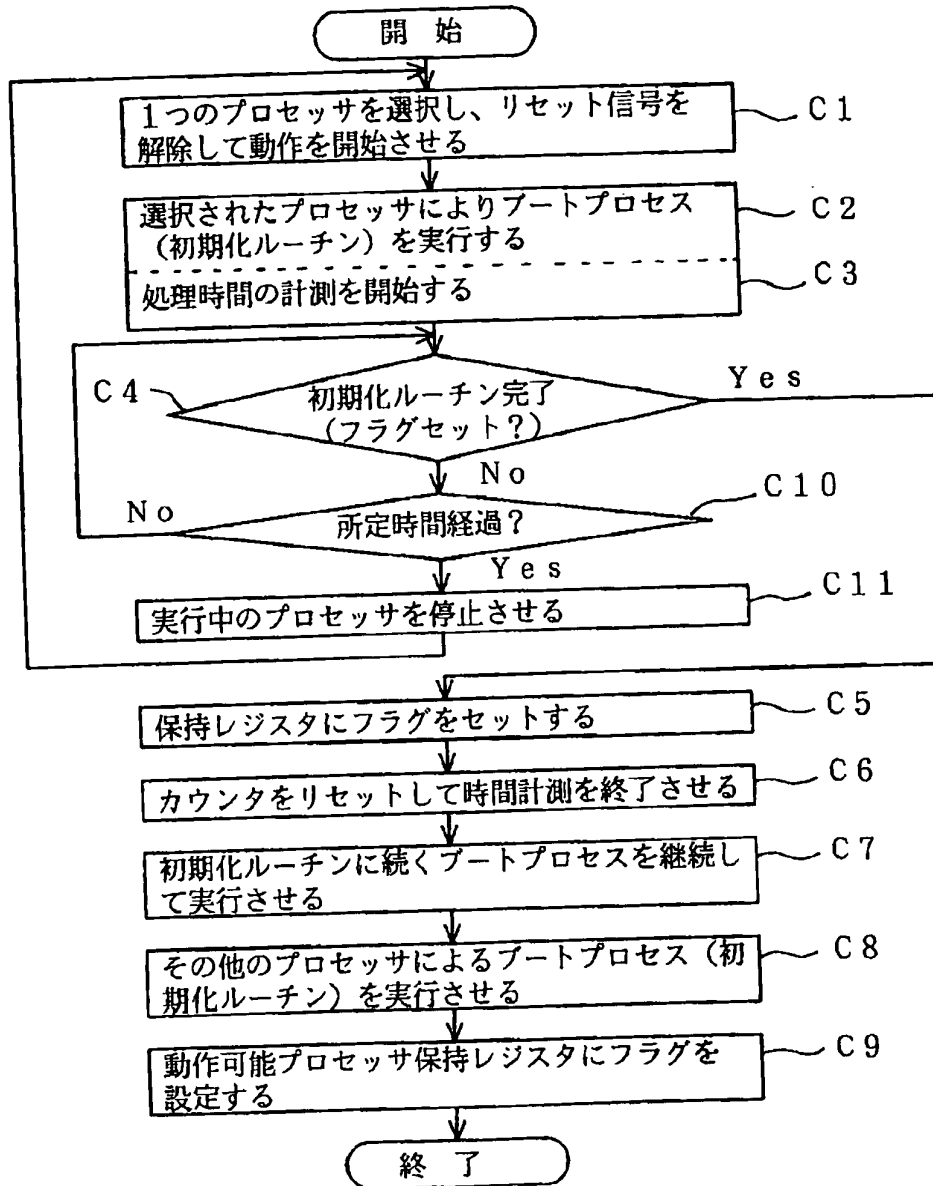 開 始
1つのプロセッサを選択し、リセット信号を
解除して動作を開始させる
C1
選択されたプロセッサによりブートプロセス
(初期化ルーチン)を実行する
C2
処理時間の計測を開始する
C3
C4
初期化ルーチン完了
(フラグセット?)
Yes
No
C10
所定時間経過?
No
Yes
C11
実行中のプロセッサを停止させる
保持レジスタにフラグをセットする
C5
カウンタをリセットして時間計測を終了させる
C6
初期化ルーチンに続くブートプロセスを継続し
て実行させる
C7
その他のプロセッサによるブートプロセス(初
期化ルーチン)を実行させる
C8
動作可能プロセッサ保持レジスタにフラグを
設定する
C9
終 了